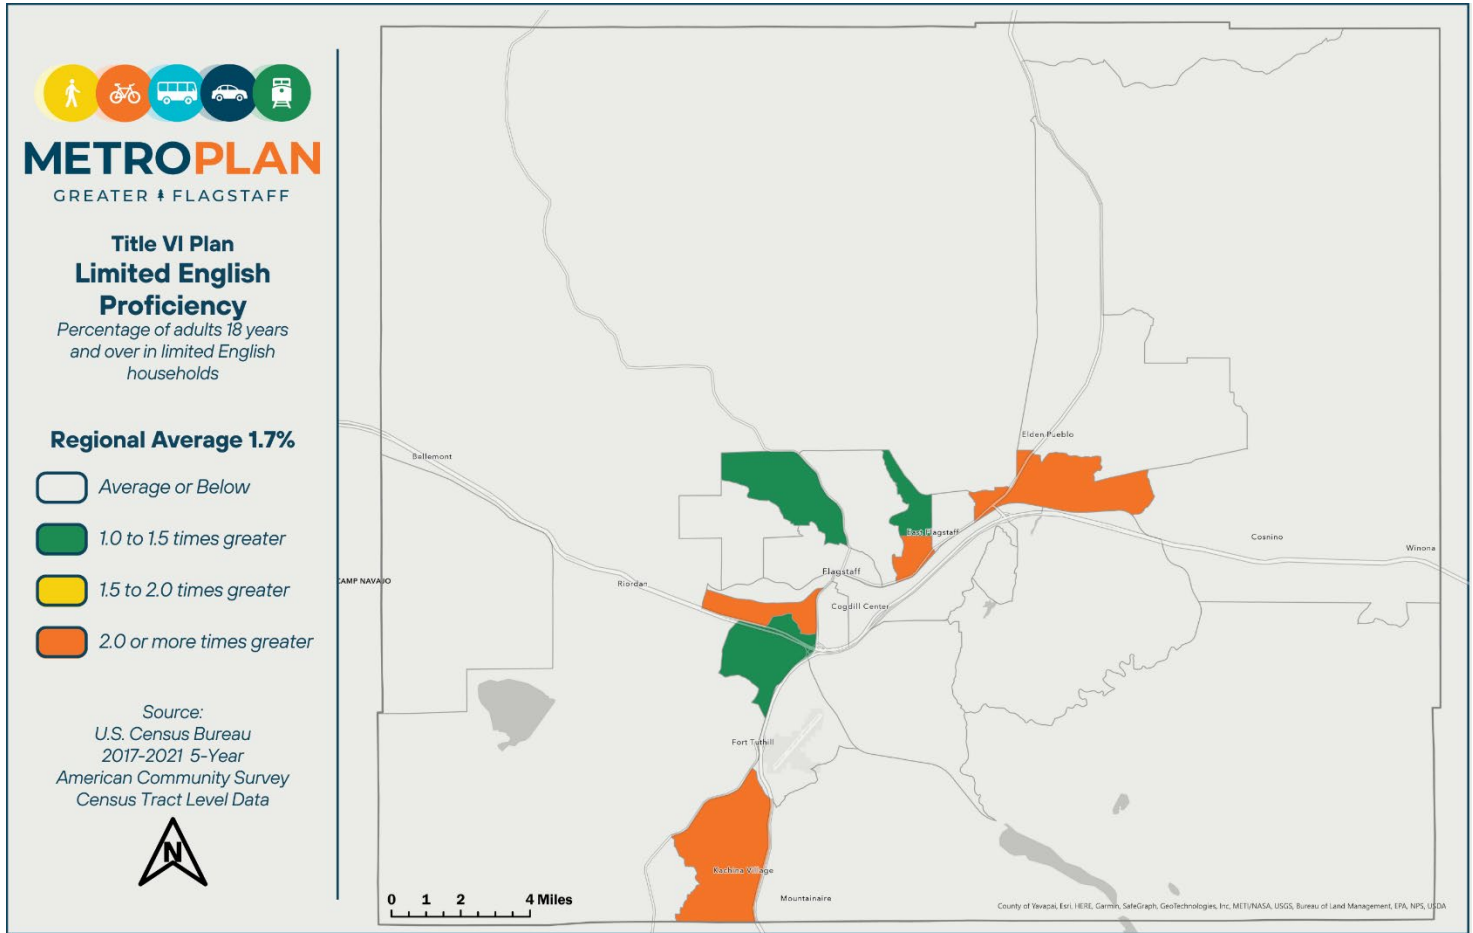 METROPLAN
GREATER FLAGSTAFF
Title VI Plan
Limited English
Proficiency
Percentage of adults 18 years
and over in limited English
households
Regional Average 1.7%
Average or Below
1.0 to 1.5 times greater
1.5 to 2.0 times greater
2.0 or more times greater
Source:
U.S. Census Bureau
2017-2021 5-Year
American Community Survey
Census Tract Level Data
N
Elden Pueblo
Bellemont
East Flagstaff
Cosnino
Winona
CAMP NAVAJO
Riordan
Flagstaff
Cogdill Center
Fort Tuthill
Kachina Village
Mountainaire
0 1 2 4 Miles
County of Yavapai, Esri, HERE, Garmin, SafeGraph, GeoTechnologies, Inc, METI/NASA, USGS, Bureau of Land Management, EPA, NPS, USDA